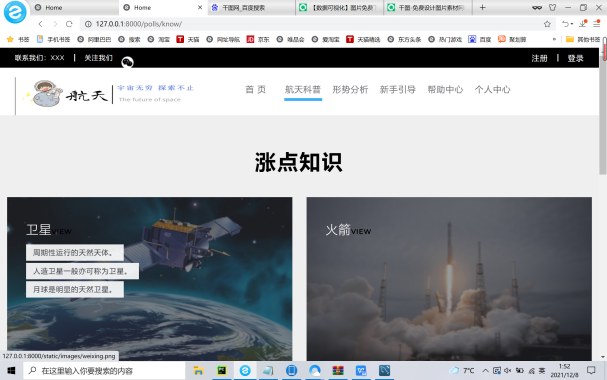 Home
Home
千图网_百度搜索
【数据可视化】图片免费下
千图-免费设计图片素材网
127.0.0.1:8000/polls/know/
书签 手机书签 阿里巴巴 搜索 淘宝 天猫 网址导航 京东 唯品会 爱淘宝 天猫精选 东方头条 热门游戏 百度 聚划算 » 其他书签
联系我们：XXX | 关注我们
注册 | 登录
航天
宇宙无穷 探索不止
The future of space
首 页 航天科普 形势分析 新手引导 帮助中心 个人中心
涨点知识
卫星VIEW
周期性运行的天然天体。
人造卫星一般亦可称为卫星。
月球是明显的天然卫星。
火箭VIEW
127.0.0.1:8000/static/images/weixing.png
在这里输入你要搜索的内容
7°C
英
1:52
2021/12/8